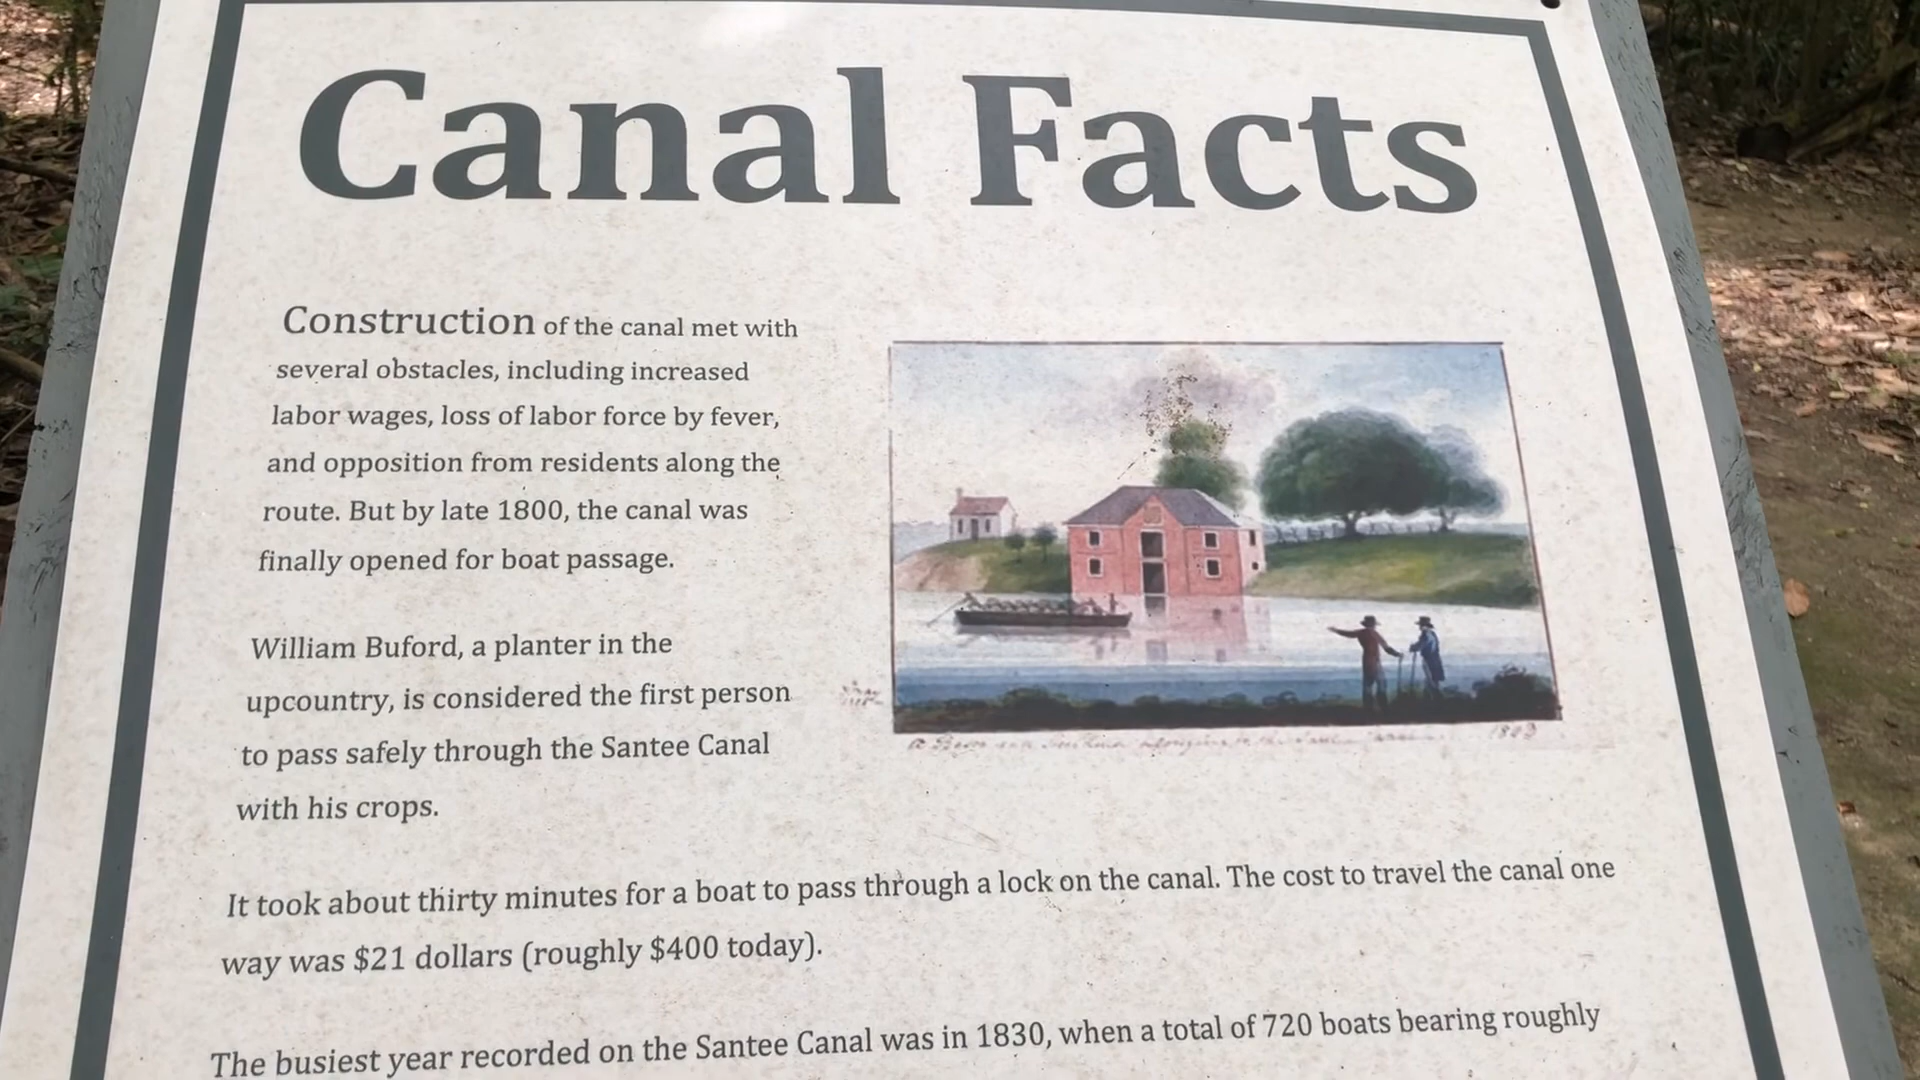 Canal Facts
Construction of the canal met with
several obstacles, including increased
labor wages, loss of labor force by fever,
and opposition from residents along the
route. But by late 1800, the canal was
finally opened for boat passage.
William Buford, a planter in the
upcountry, is considered the first person
to pass safely through the Santee Canal
with his crops.
1803
It took about thirty minutes for a boat to pass through a lock on the canal. The cost to travel the canal one
way was $21 dollars (roughly $400 today).
The busiest year recorded on the Santee Canal was in 1830, when a total of 720 boats bearing roughly